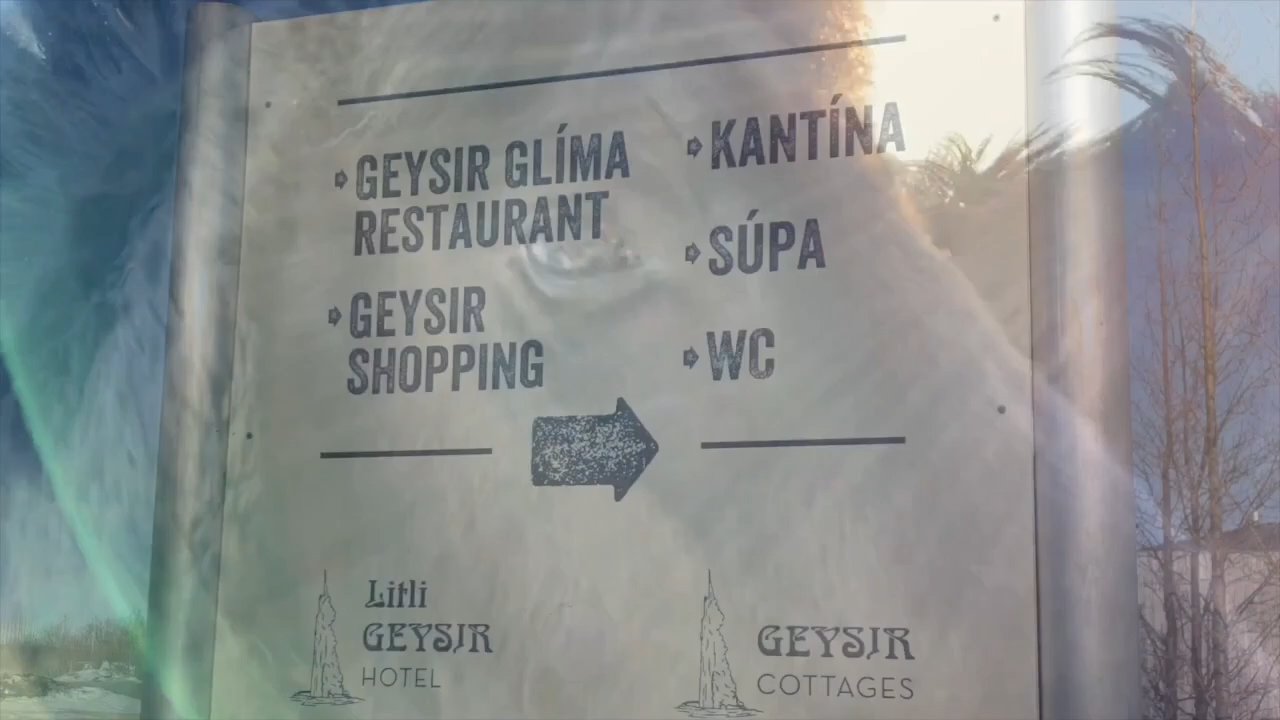 GEYSIR GLÍMA
RESTAURANT
GEYSIR
SHOPPING
KANTÍNA
SÚPA
WC
Litli
GEYSIR
HOTEL
GEYSIR
COTTAGES